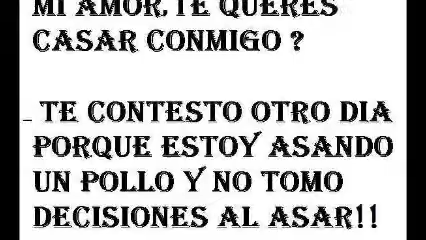 MI AMOR, TE QUERES
CASAR CONMIGO ?
_ TE CONTESTO OTRO DIA
PORQUE ESTOY ASANDO
UN POLLO Y NO TOMO
DECISIONES AL ASAR!!